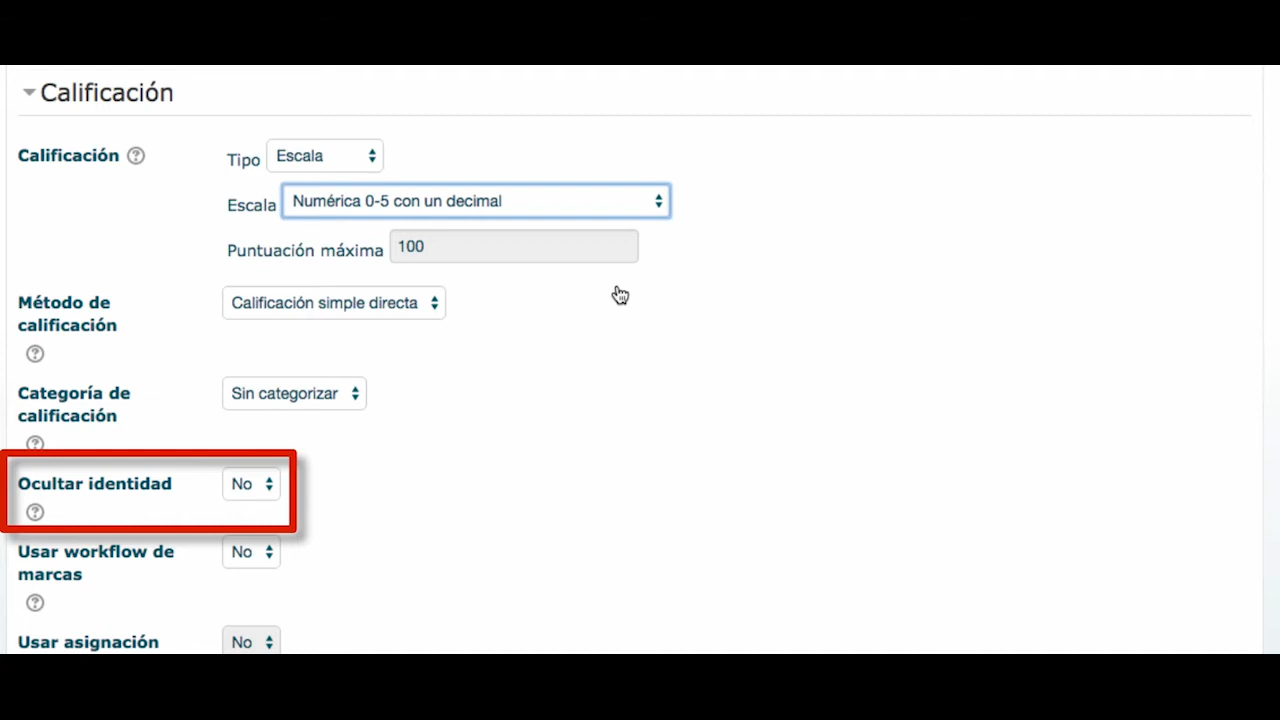 Calificación
Calificación ? Tipo Escala
Escala Numérica 0-5 con un decimal
Puntuación máxima 100
Método de
calificación
Calificación simple directa
?
Categoría de
calificación
Sin categorizar
?
Ocultar identidad No
?
Usar workflow de
marcas
No
?
Usar asignación No